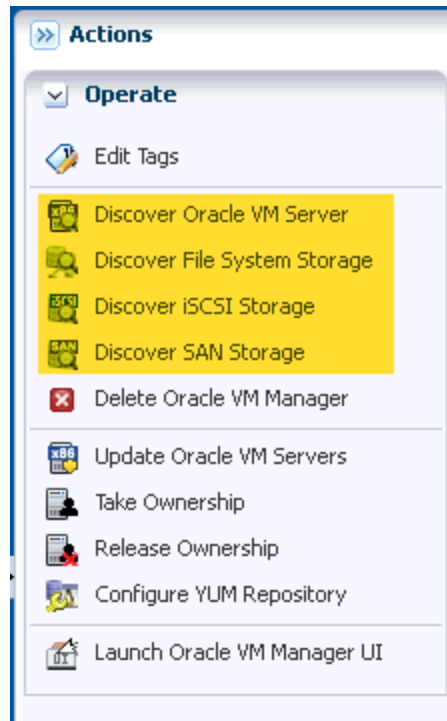 Actions
Operate
Edit Tags
Discover Oracle VM Server
Discover File System Storage
Discover iSCSI Storage
Discover SAN Storage
Delete Oracle VM Manager
x86 Update Oracle VM Servers
Take Ownership
Release Ownership
Configure YUM Repository
Launch Oracle VM Manager UI